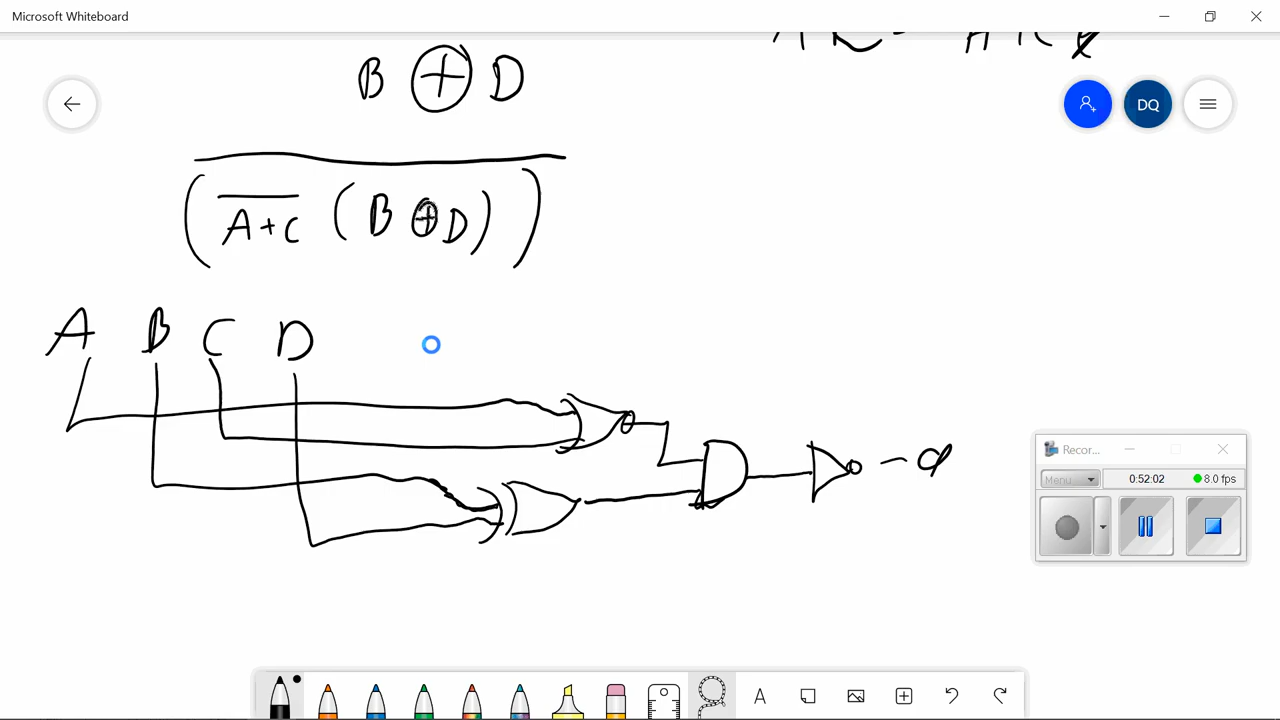 Microsoft Whiteboard
B ⊕ D
DQ
(A+C (B ⊕ D))
A B C D
Recor...
Menu
0:52:02
8.0 fps
A